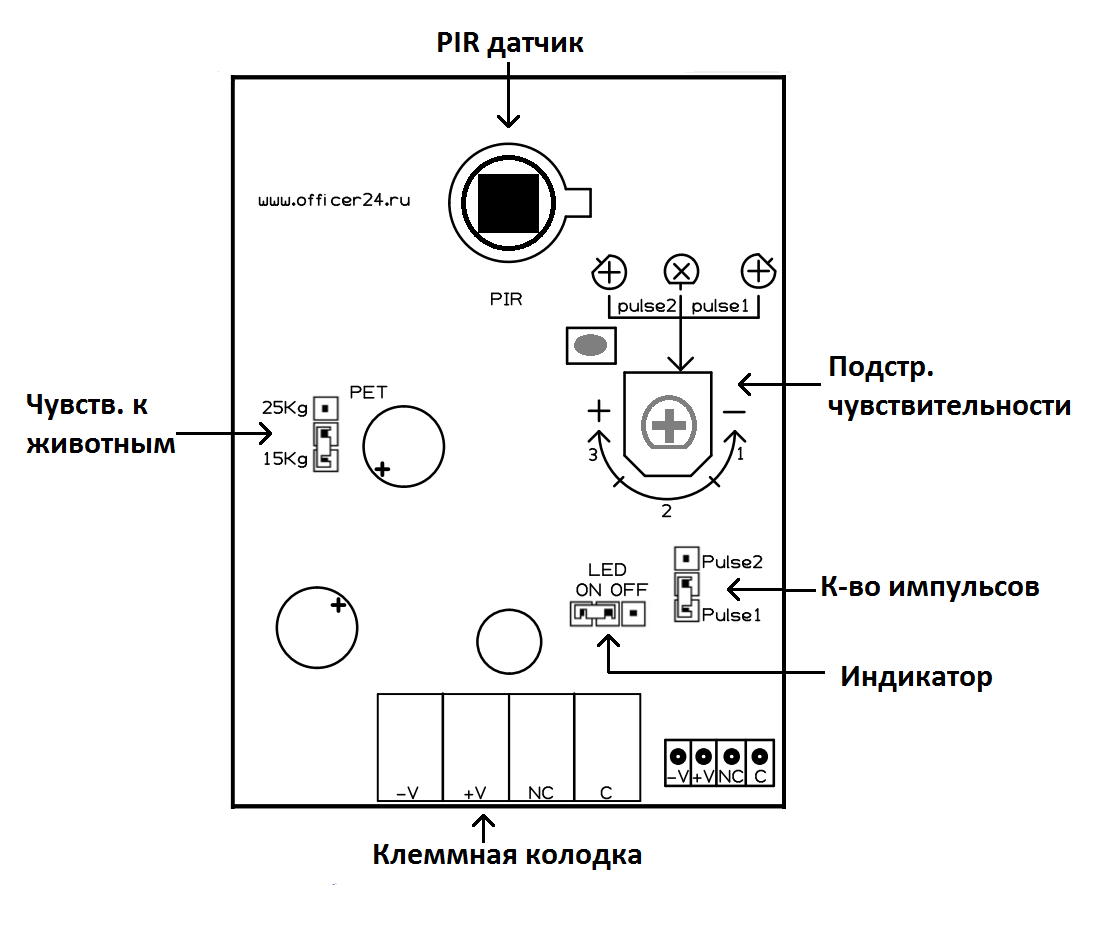 PIR датчик
www.officer24.ru
PIR
pulse2 pulse1
Подстр.
чувствительности
Чувств. к
животным
PET
25Kg
15Kg
+ −
3 1
2
LED
ON OFF
Pulse2
Pulse1
К-во импульсов
Индикатор
-V +V NC C
-V +V NC C
Клеммная колодка